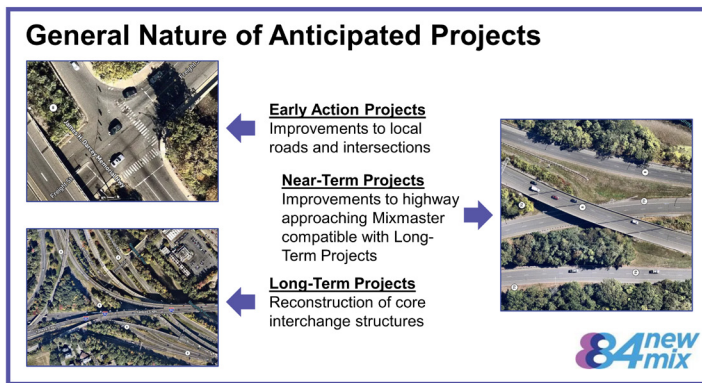 General Nature of Anticipated Projects
Early Action Projects
Improvements to local
roads and intersections
Near-Term Projects
Improvements to highway
approaching Mixmaster
compatible with Long-
Term Projects
Long-Term Projects
Reconstruction of core
interchange structures
84 new
mix